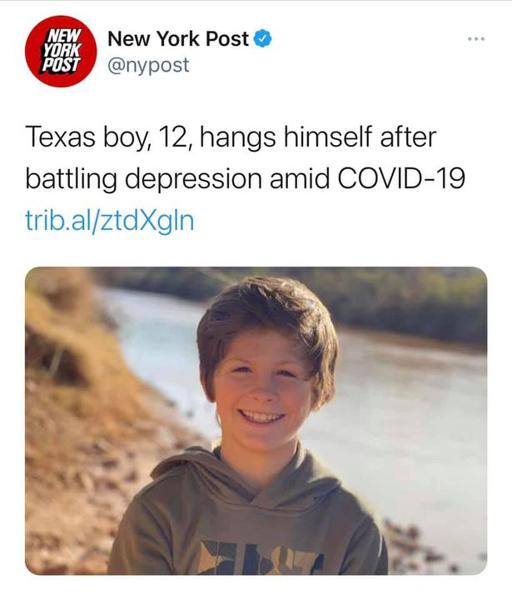 NEW
YORK
POST
New York Post
@nypost
Texas boy, 12, hangs himself after
battling depression amid COVID-19
trib.al/ztdXgln